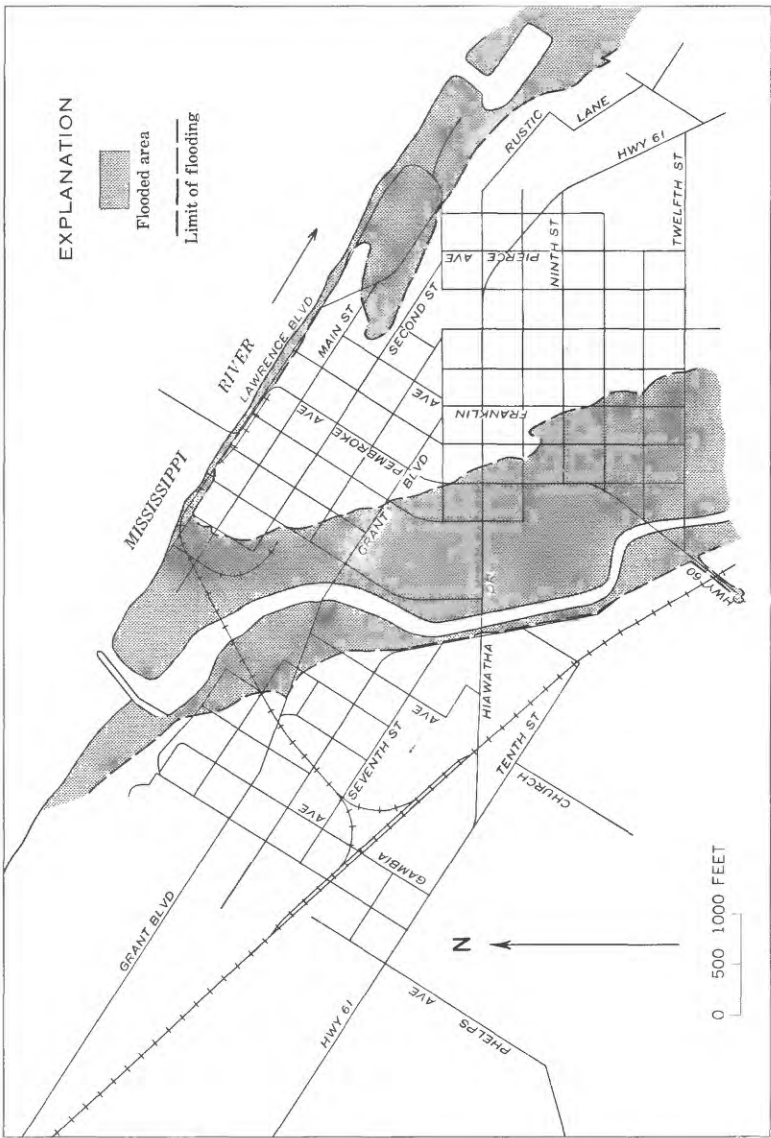 EXPLANATION
Flooded area
Limit of flooding
MISSISSIPPI
RIVER
LAWRENCE BLVD
MAIN ST
SECOND ST
PEMBROKE AVE
AVE
GRANT BLVD
FRANKLIN
PIERCE AVE
NINTH ST
TWELFTH ST
RUSTIC
LANE
HWY 61
HIAWATHA
DR
HWY 60
GRANT BLVD
SEVENTH ST
AVE
TENTH ST
CHURCH
GAMBIA
AVE
HWY 61
PHELPS
AVE
N
0 500 1000 FEET